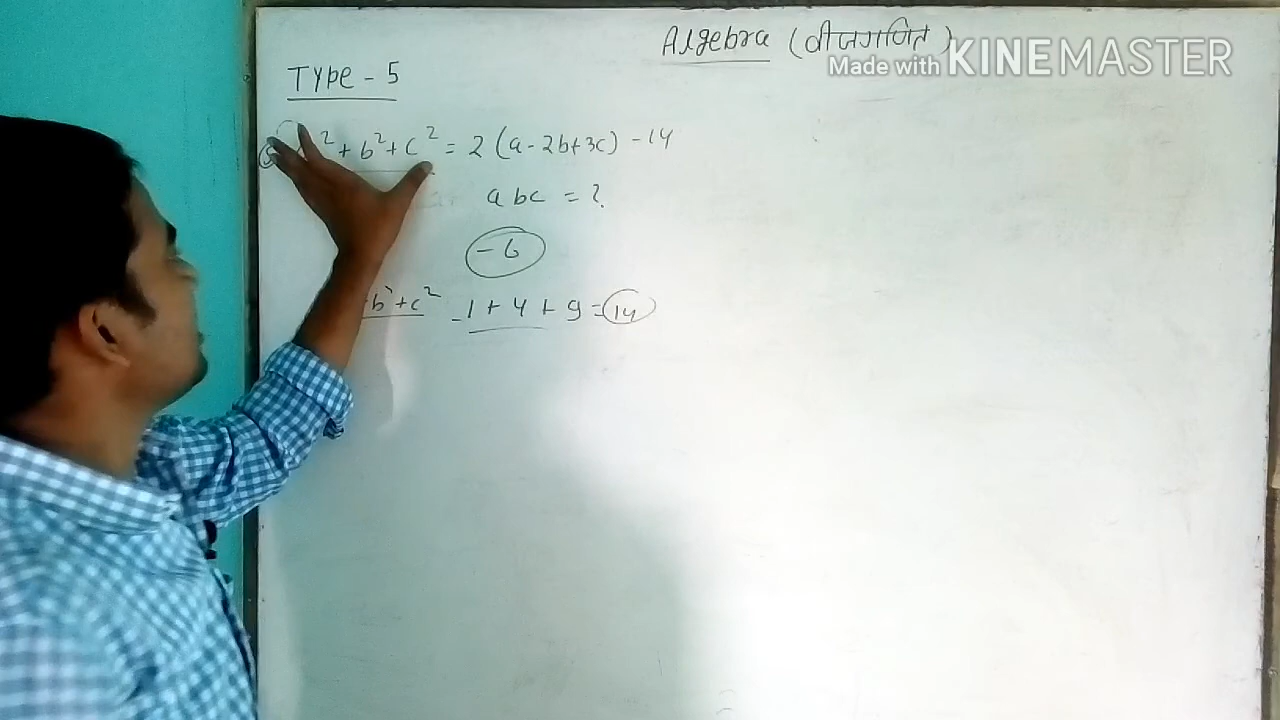 Algebra (बीजगणित)
Made with KINEMASTER
Type - 5
² + b² + c² = 2 (a - 2b + 3c) - 14
abc = ?
- 6
b² + c² = 1 + 4 + 9 = 14